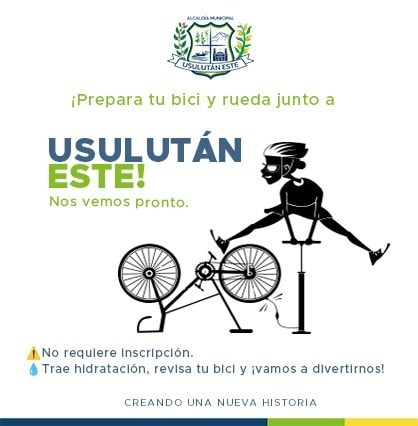 ALCALDÍA MUNICIPAL
USULUTÁN ESTE
¡Prepara tu bici y rueda junto a
USULUTÁN
ESTE!
Nos vemos pronto.
⚠️No requiere inscripción.
💧Trae hidratación, revisa tu bici y ¡vamos a divertirnos!
CREANDO UNA NUEVA HISTORIA